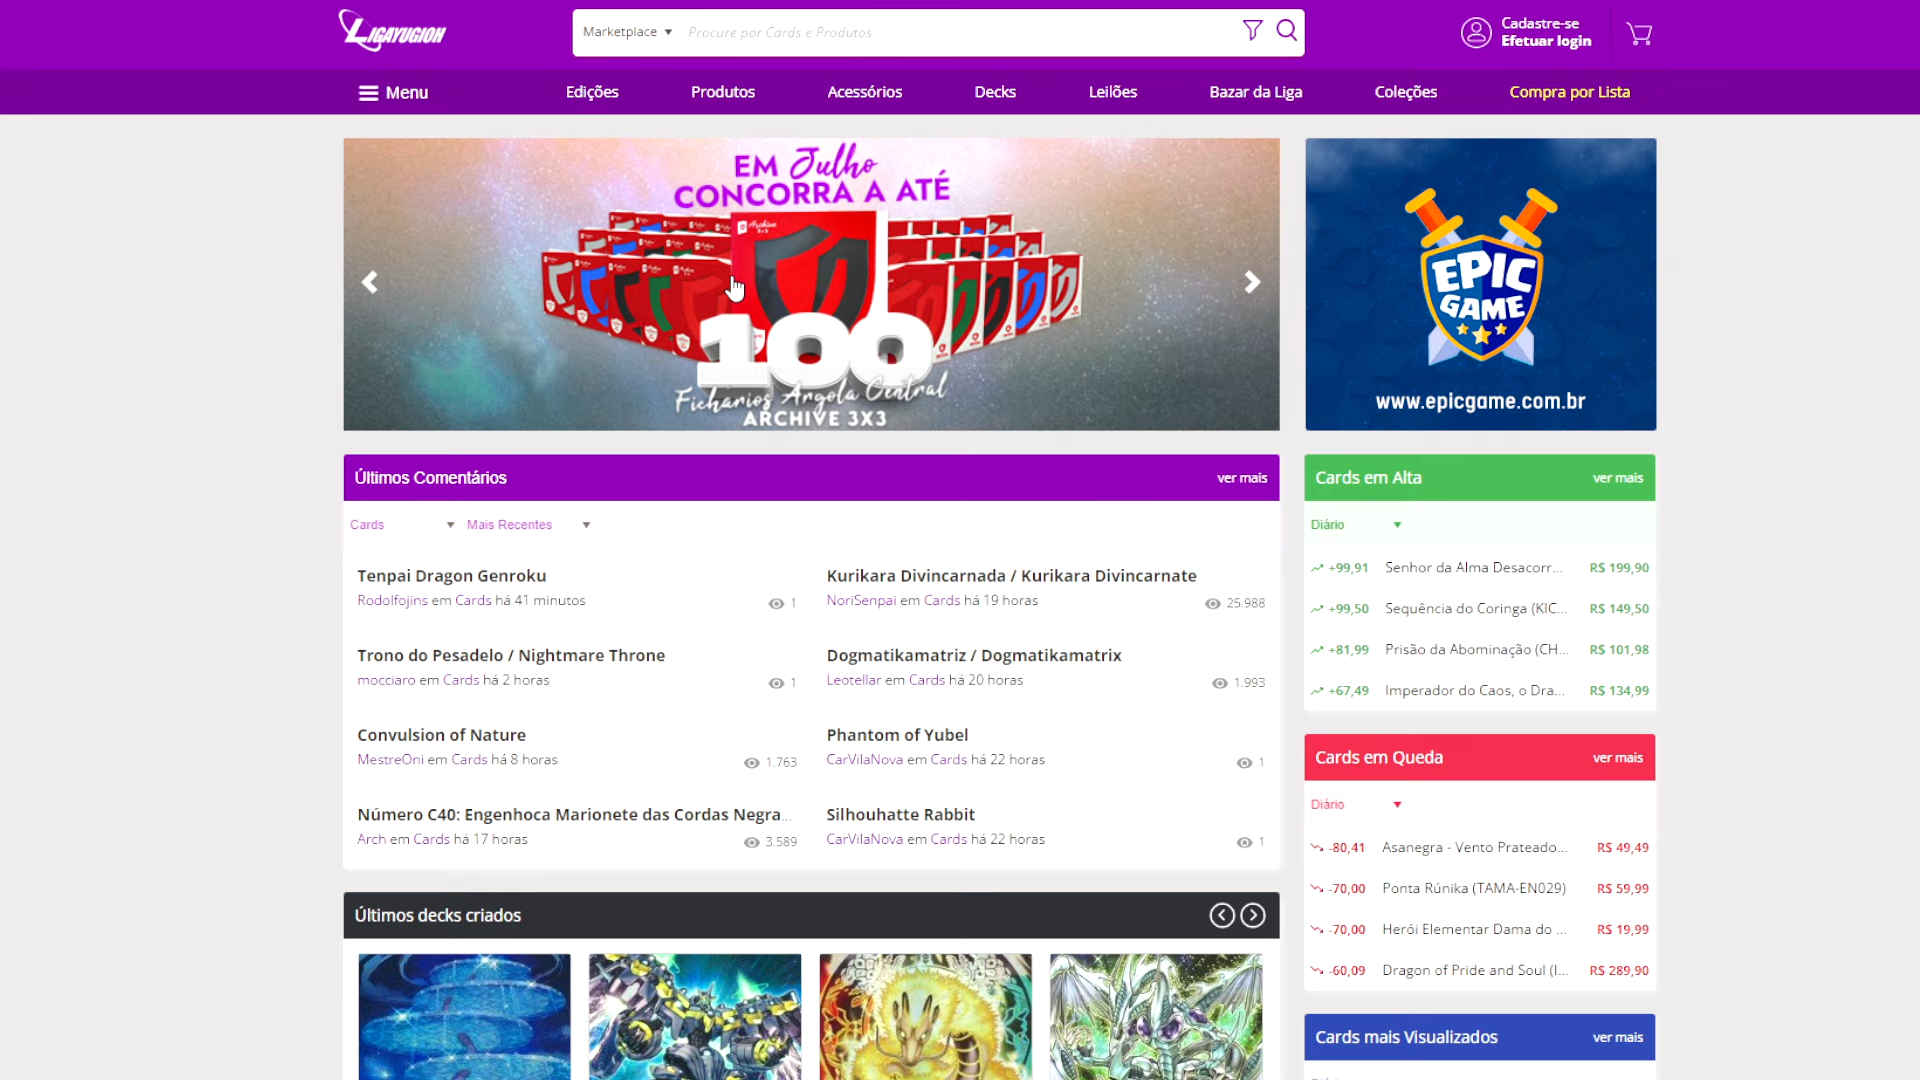 LIGAYUGIOH
Marketplace
Procure por Cards e Produtos
Cadastre-se
Efetuar login
Menu
Edições
Produtos
Acessórios
Decks
Leilões
Bazar da Liga
Coleções
Compra por Lista
EM Julho
CONCORRA A ATÉ
100
Ficharios Angola Central
ARCHIVE 3X3
EPIC
GAME
www.epicgame.com.br
Últimos Comentários
ver mais
Cards
Mais Recentes
Tenpai Dragon Genroku
Rodolfojins em Cards há 41 minutos
1
Kurikara Divincarnada / Kurikara Divincarnate
NoriSenpai em Cards há 19 horas
25.988
Trono do Pesadelo / Nightmare Throne
mocciaro em Cards há 2 horas
1
Dogmatikamatriz / Dogmatikamatrix
Leotellar em Cards há 20 horas
1.993
Convulsion of Nature
MestreOni em Cards há 8 horas
1.763
Phantom of Yubel
CarVilaNova em Cards há 22 horas
1
Número C40: Engenhoca Marionete das Cordas Negra...
Arch em Cards há 17 horas
3.589
Silhouhatte Rabbit
CarVilaNova em Cards há 22 horas
1
Últimos decks criados
Cards em Alta
ver mais
Diário
+99,91 Senhor da Alma Desacorr... R$ 199,90
+99,50 Sequência do Coringa (KIC... R$ 149,50
+81,99 Prisão da Abominação (CH... R$ 101,98
+67,49 Imperador do Caos, o Dra... R$ 134,99
Cards em Queda
ver mais
Diário
-80,41 Asanegra - Vento Prateado... R$ 49,49
-70,00 Ponta Rúnika (TAMA-EN029) R$ 59,99
-70,00 Herói Elementar Dama do ... R$ 19,99
-60,09 Dragon of Pride and Soul (I... R$ 289,90
Cards mais Visualizados
ver mais